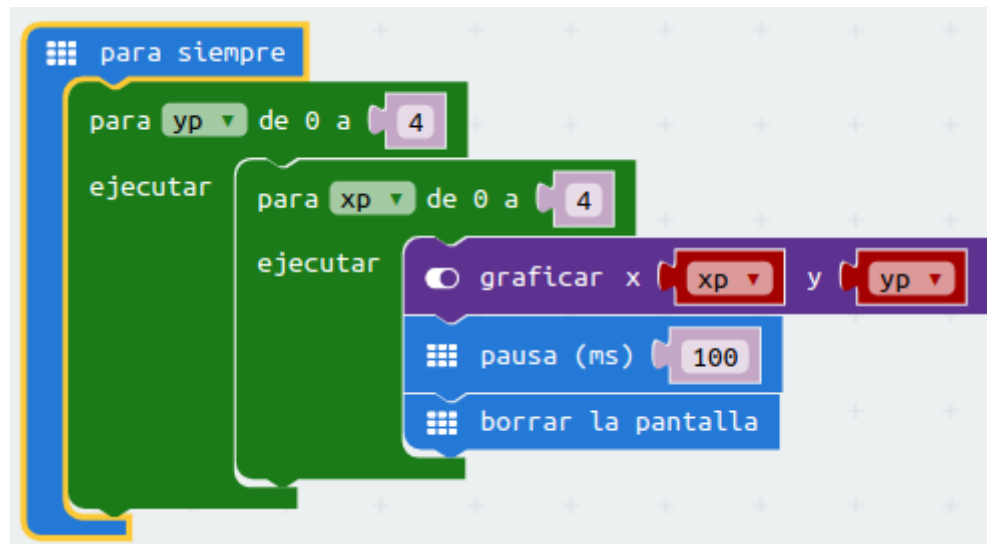 para siempre
para yp de 0 a 4
ejecutar
para xp de 0 a 4
ejecutar
graficar x xp y yp
pausa (ms) 100
borrar la pantalla